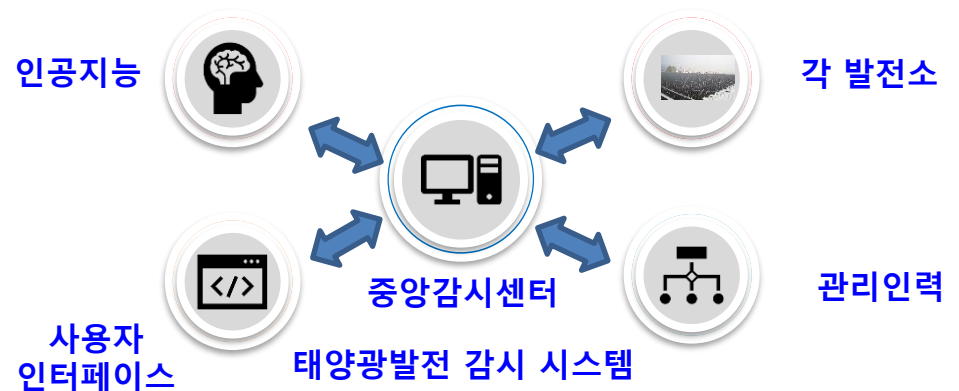 인공지능
각 발전소
중앙감시센터
관리인력
사용자
인터페이스
태양광발전 감시 시스템